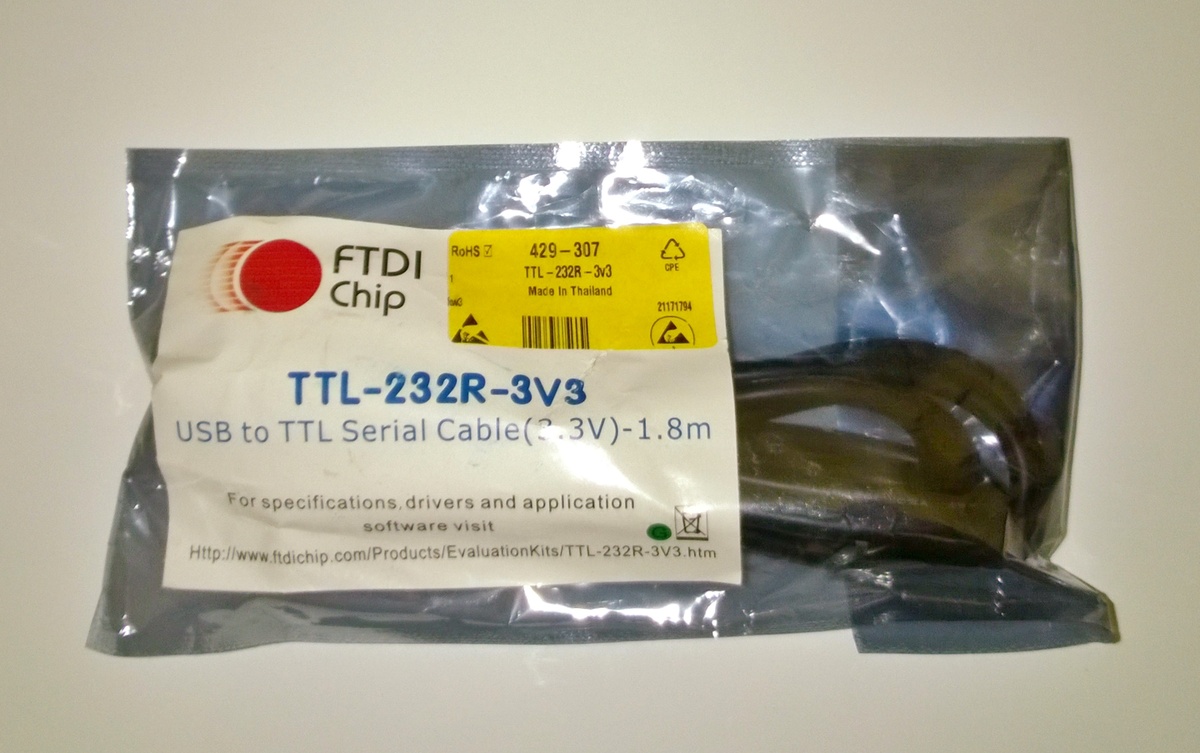 FTDI
Chip
RoHS
429-307
TTL-232R-3v3
Made In Thailand
1
CPE
21171794
TTL-232R-3V3
USB to TTL Serial Cable(3.3V)-1.8m
For specifications, drivers and application
software visit
Http://www.ftdichip.com/Products/EvaluationKits/TTL-232R-3V3.htm
G